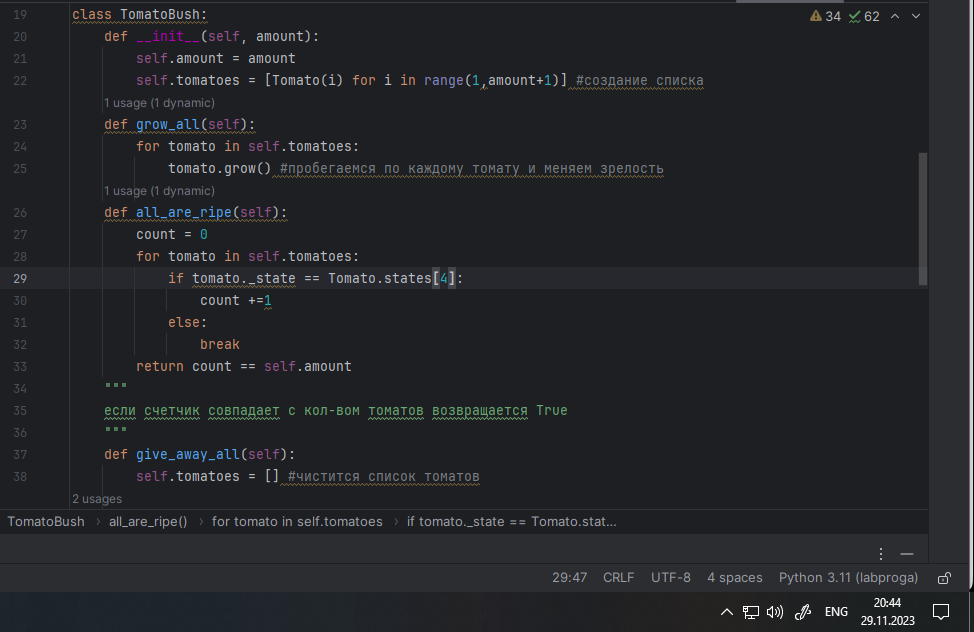 19 class TomatoBush:
34 62
20 def __init__(self, amount):
21 self.amount = amount
22 self.tomatoes = [Tomato(i) for i in range(1,amount+1)] #создание списка
1 usage (1 dynamic)
23 def grow_all(self):
24 for tomato in self.tomatoes:
25 tomato.grow() #пробегаемся по каждому томату и меняем зрелость
1 usage (1 dynamic)
26 def all_are_ripe(self):
27 count = 0
28 for tomato in self.tomatoes:
29 if tomato._state == Tomato.states[4]:
30 count +=1
31 else:
32 break
33 return count == self.amount
34 """
35 если счетчик совпадает с кол-вом томатов возвращается True
36 """
37 def give_away_all(self):
38 self.tomatoes = [] #чистится список томатов
2 usages
TomatoBush › all_are_ripe() › for tomato in self.tomatoes › if tomato._state == Tomato.stat...
29:47 CRLF UTF-8 4 spaces Python 3.11 (labproga)
ENG 20:44
29.11.2023